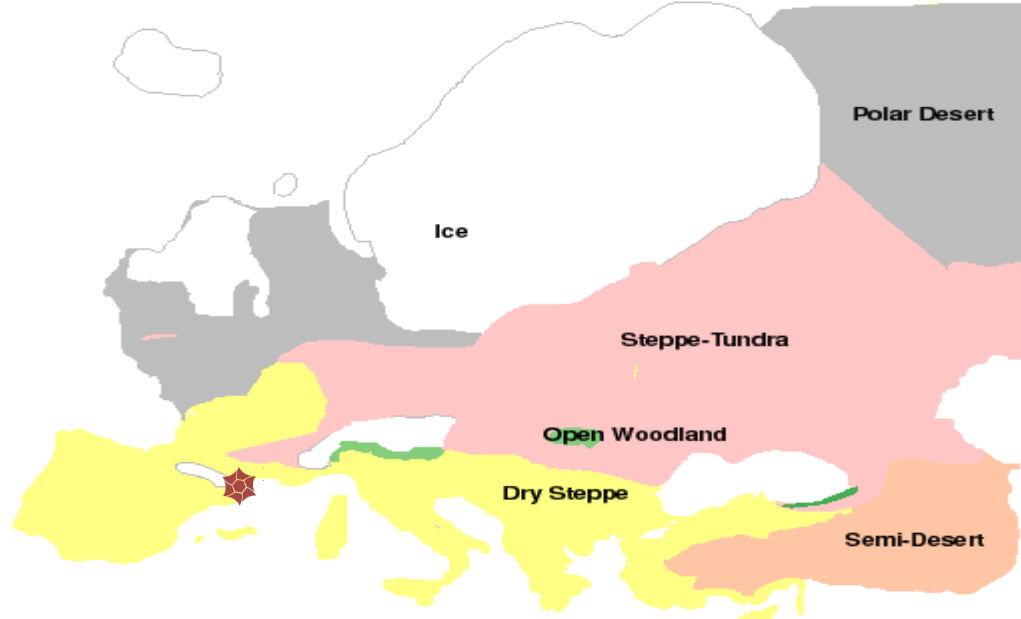 Polar Desert
Ice
Steppe-Tundra
Open Woodland
Dry Steppe
Semi-Desert